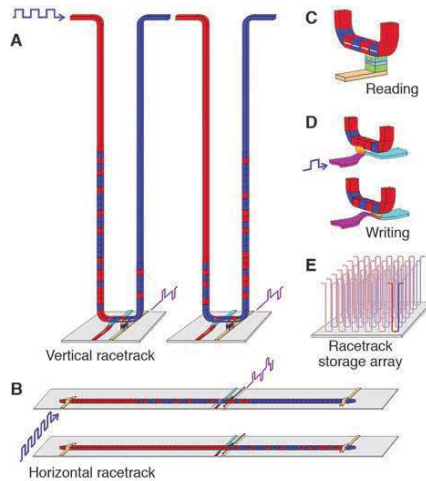 A
Vertical racetrack
B
Horizontal racetrack
C
Reading
D
Writing
E
Racetrack
storage array